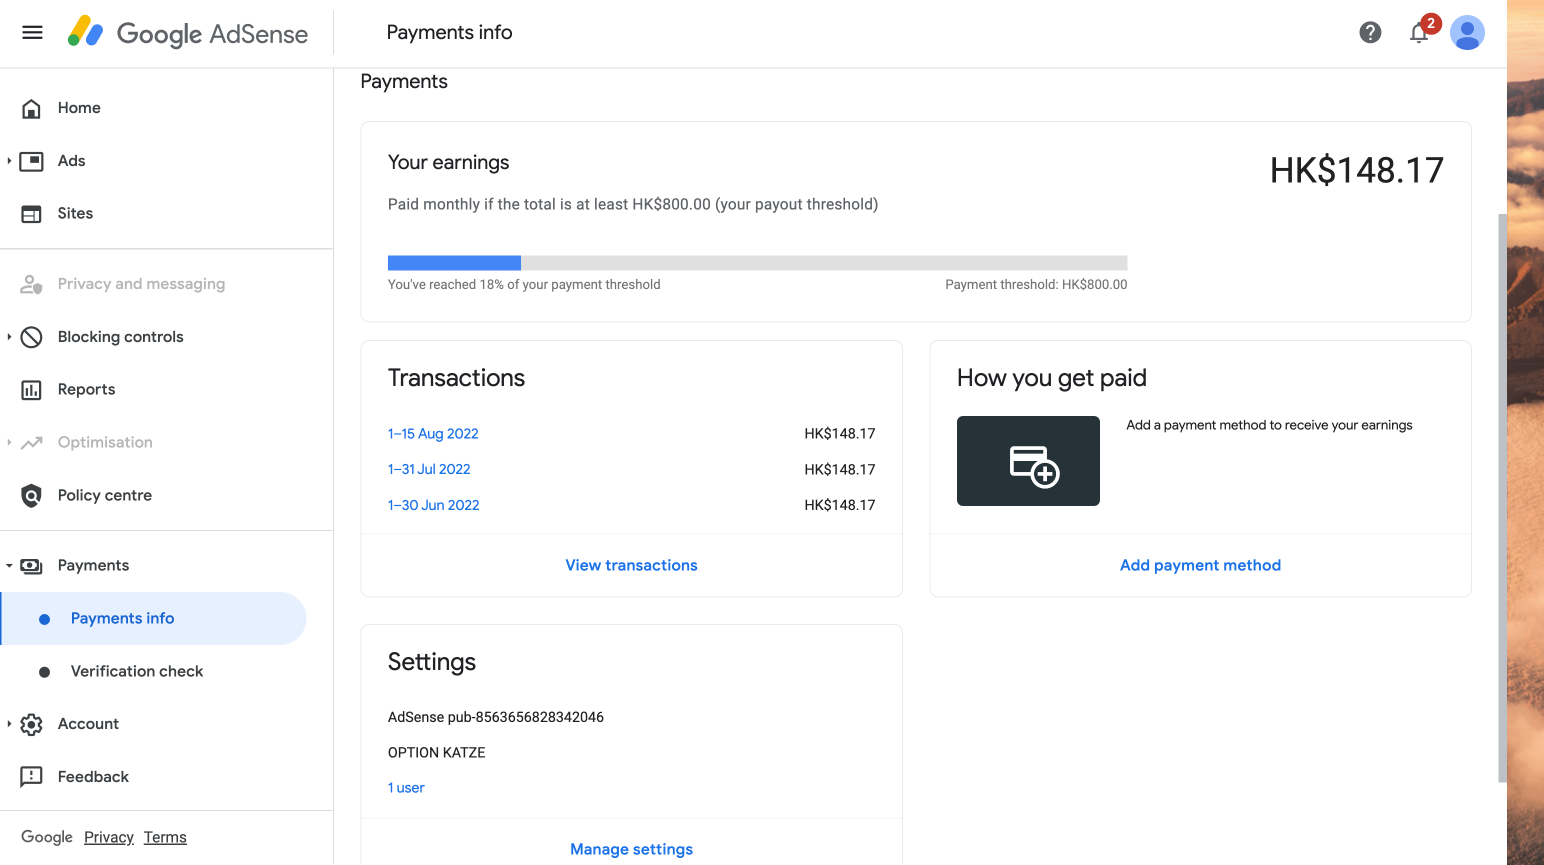 Google AdSense
Payments info
2
Home
Ads
Sites
Privacy and messaging
Blocking controls
Reports
Optimisation
Policy centre
Payments
Payments info
Verification check
Account
Feedback
Google Privacy Terms
Payments
Your earnings
HK$148.17
Paid monthly if the total is at least HK$800.00 (your payout threshold)
You've reached 18% of your payment threshold
Payment threshold: HK$800.00
Transactions
1–15 Aug 2022 HK$148.17
1–31 Jul 2022 HK$148.17
1–30 Jun 2022 HK$148.17
View transactions
How you get paid
Add a payment method to receive your earnings
Add payment method
Settings
AdSense pub-8563656828342046
OPTION KATZE
1 user
Manage settings